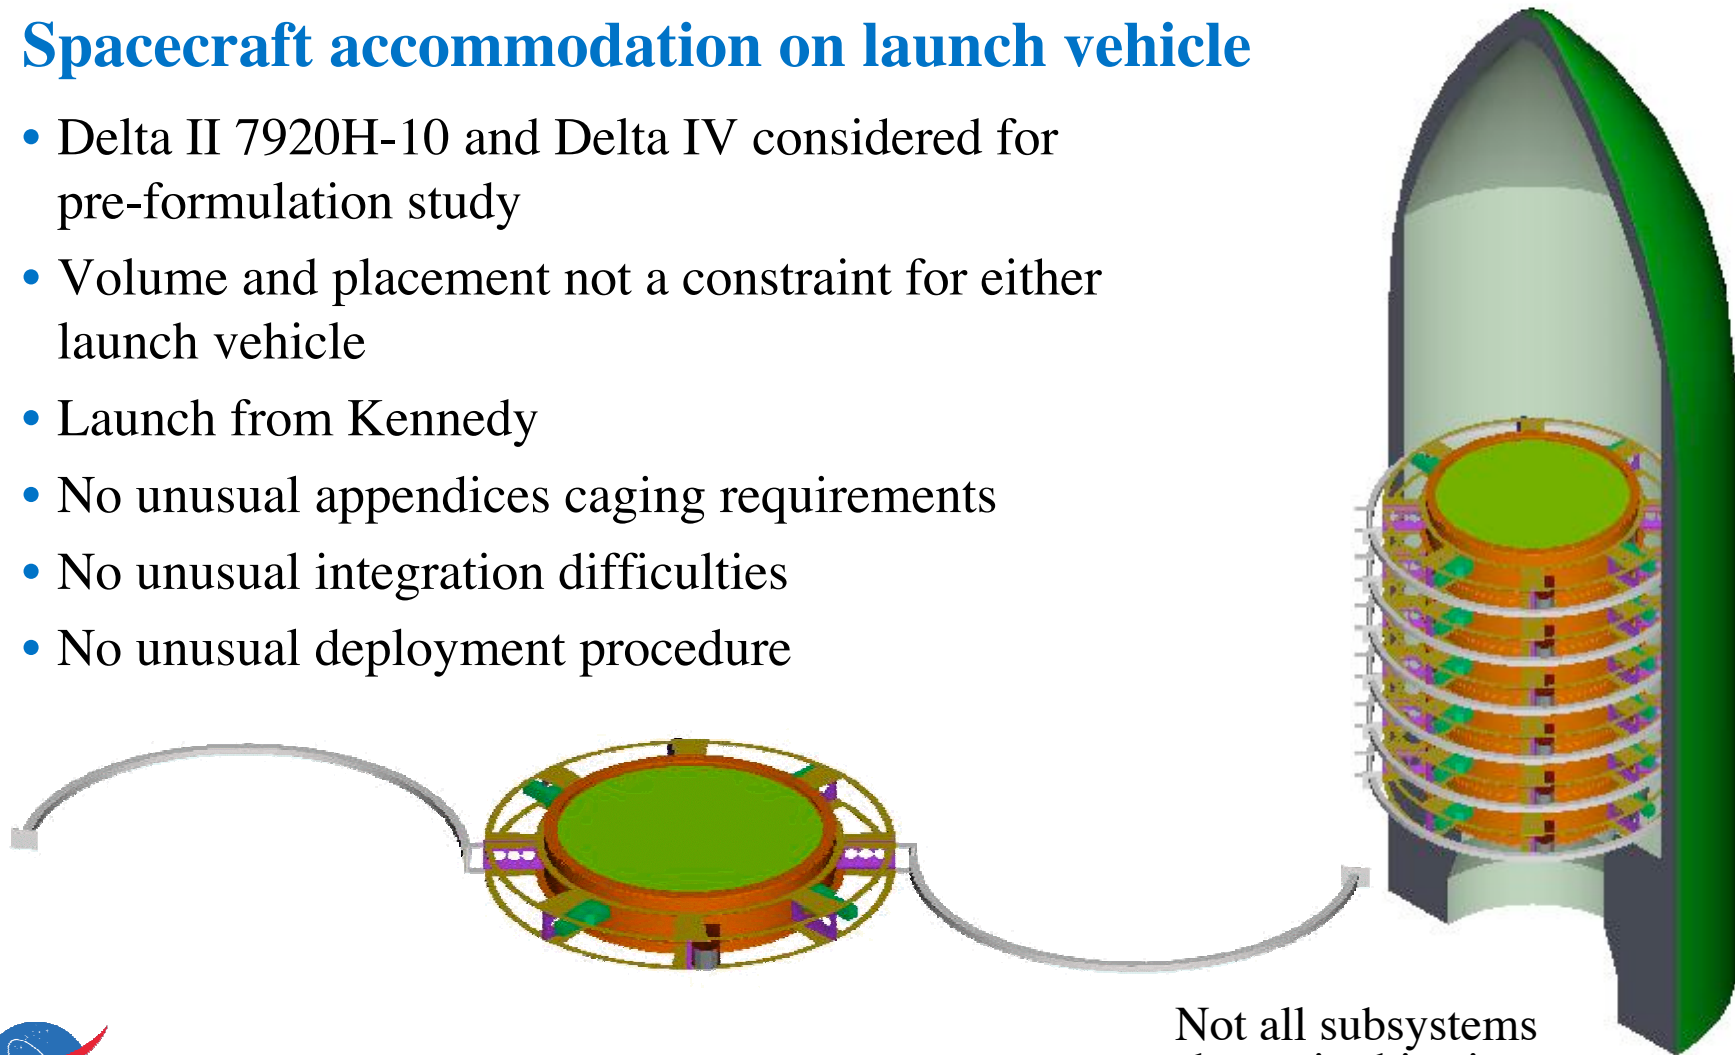 Spacecraft accommodation on launch vehicle
• Delta II 7920H-10 and Delta IV considered for
pre-formulation study
• Volume and placement not a constraint for either
launch vehicle
• Launch from Kennedy
• No unusual appendices caging requirements
• No unusual integration difficulties
• No unusual deployment procedure
Not all subsystems